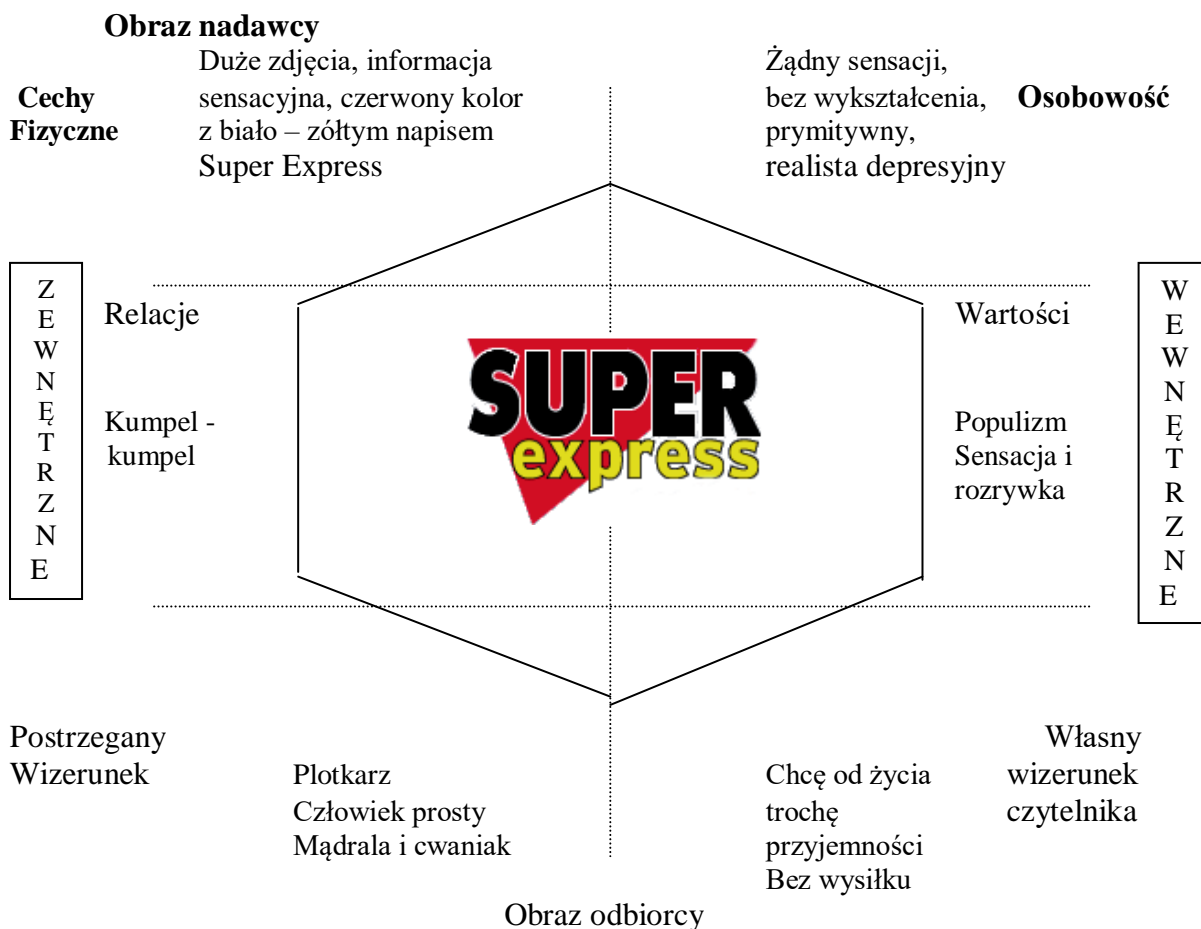 Obraz nadawcy
Cechy
Fizyczne
Duże zdjęcia, informacja
sensacyjna, czerwony kolor
z biało – zółtym napisem
Super Express
Żądny sensacji,
bez wykształcenia,
prymitywny,
realista depresyjny
Osobowość
Z
E
W
N
Ę
T
R
Z
N
E
Relacje
Kumpel -
kumpel
SUPER
express
Wartości
Populizm
Sensacja i
rozrywka
W
E
W
N
Ę
T
R
Z
N
E
Postrzegany
Wizerunek
Plotkarz
Człowiek prosty
Mądrala i cwaniak
Chcę od życia
trochę
przyjemności
Bez wysiłku
Własny
wizerunek
czytelnika
Obraz odbiorcy